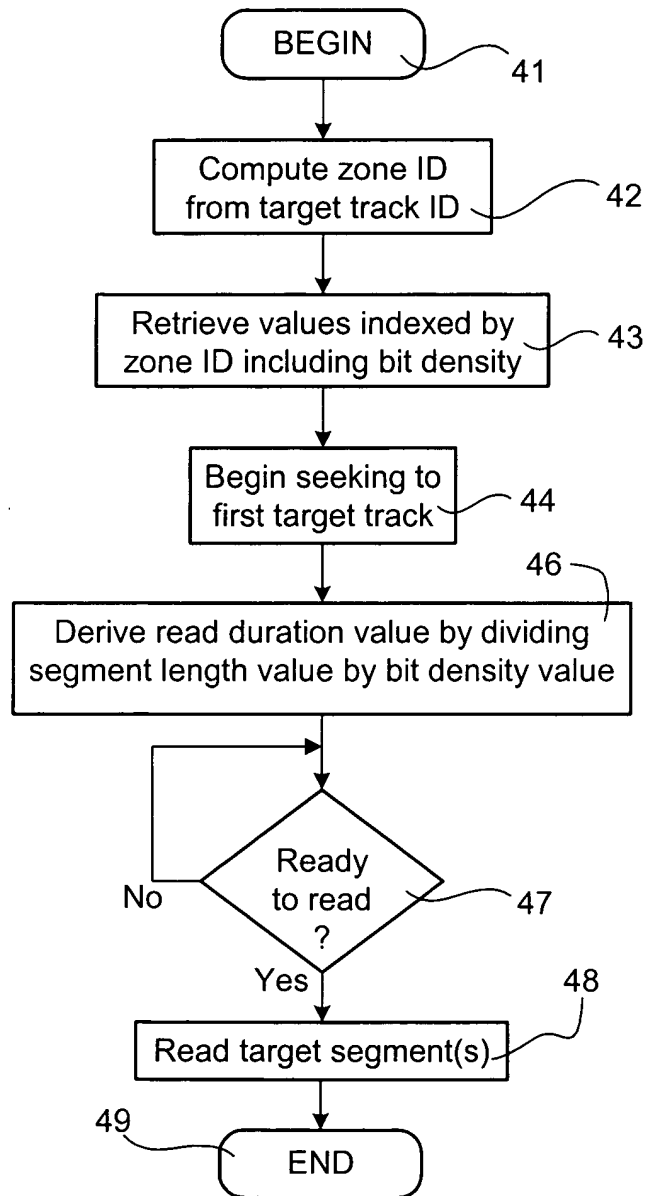 BEGIN
41
Compute zone ID
from target track ID
42
Retrieve values indexed by
zone ID including bit density
43
Begin seeking to
first target track
44
46
Derive read duration value by dividing
segment length value by bit density value
Ready
to read
?
47
No
Yes
48
Read target segment(s)
49
END